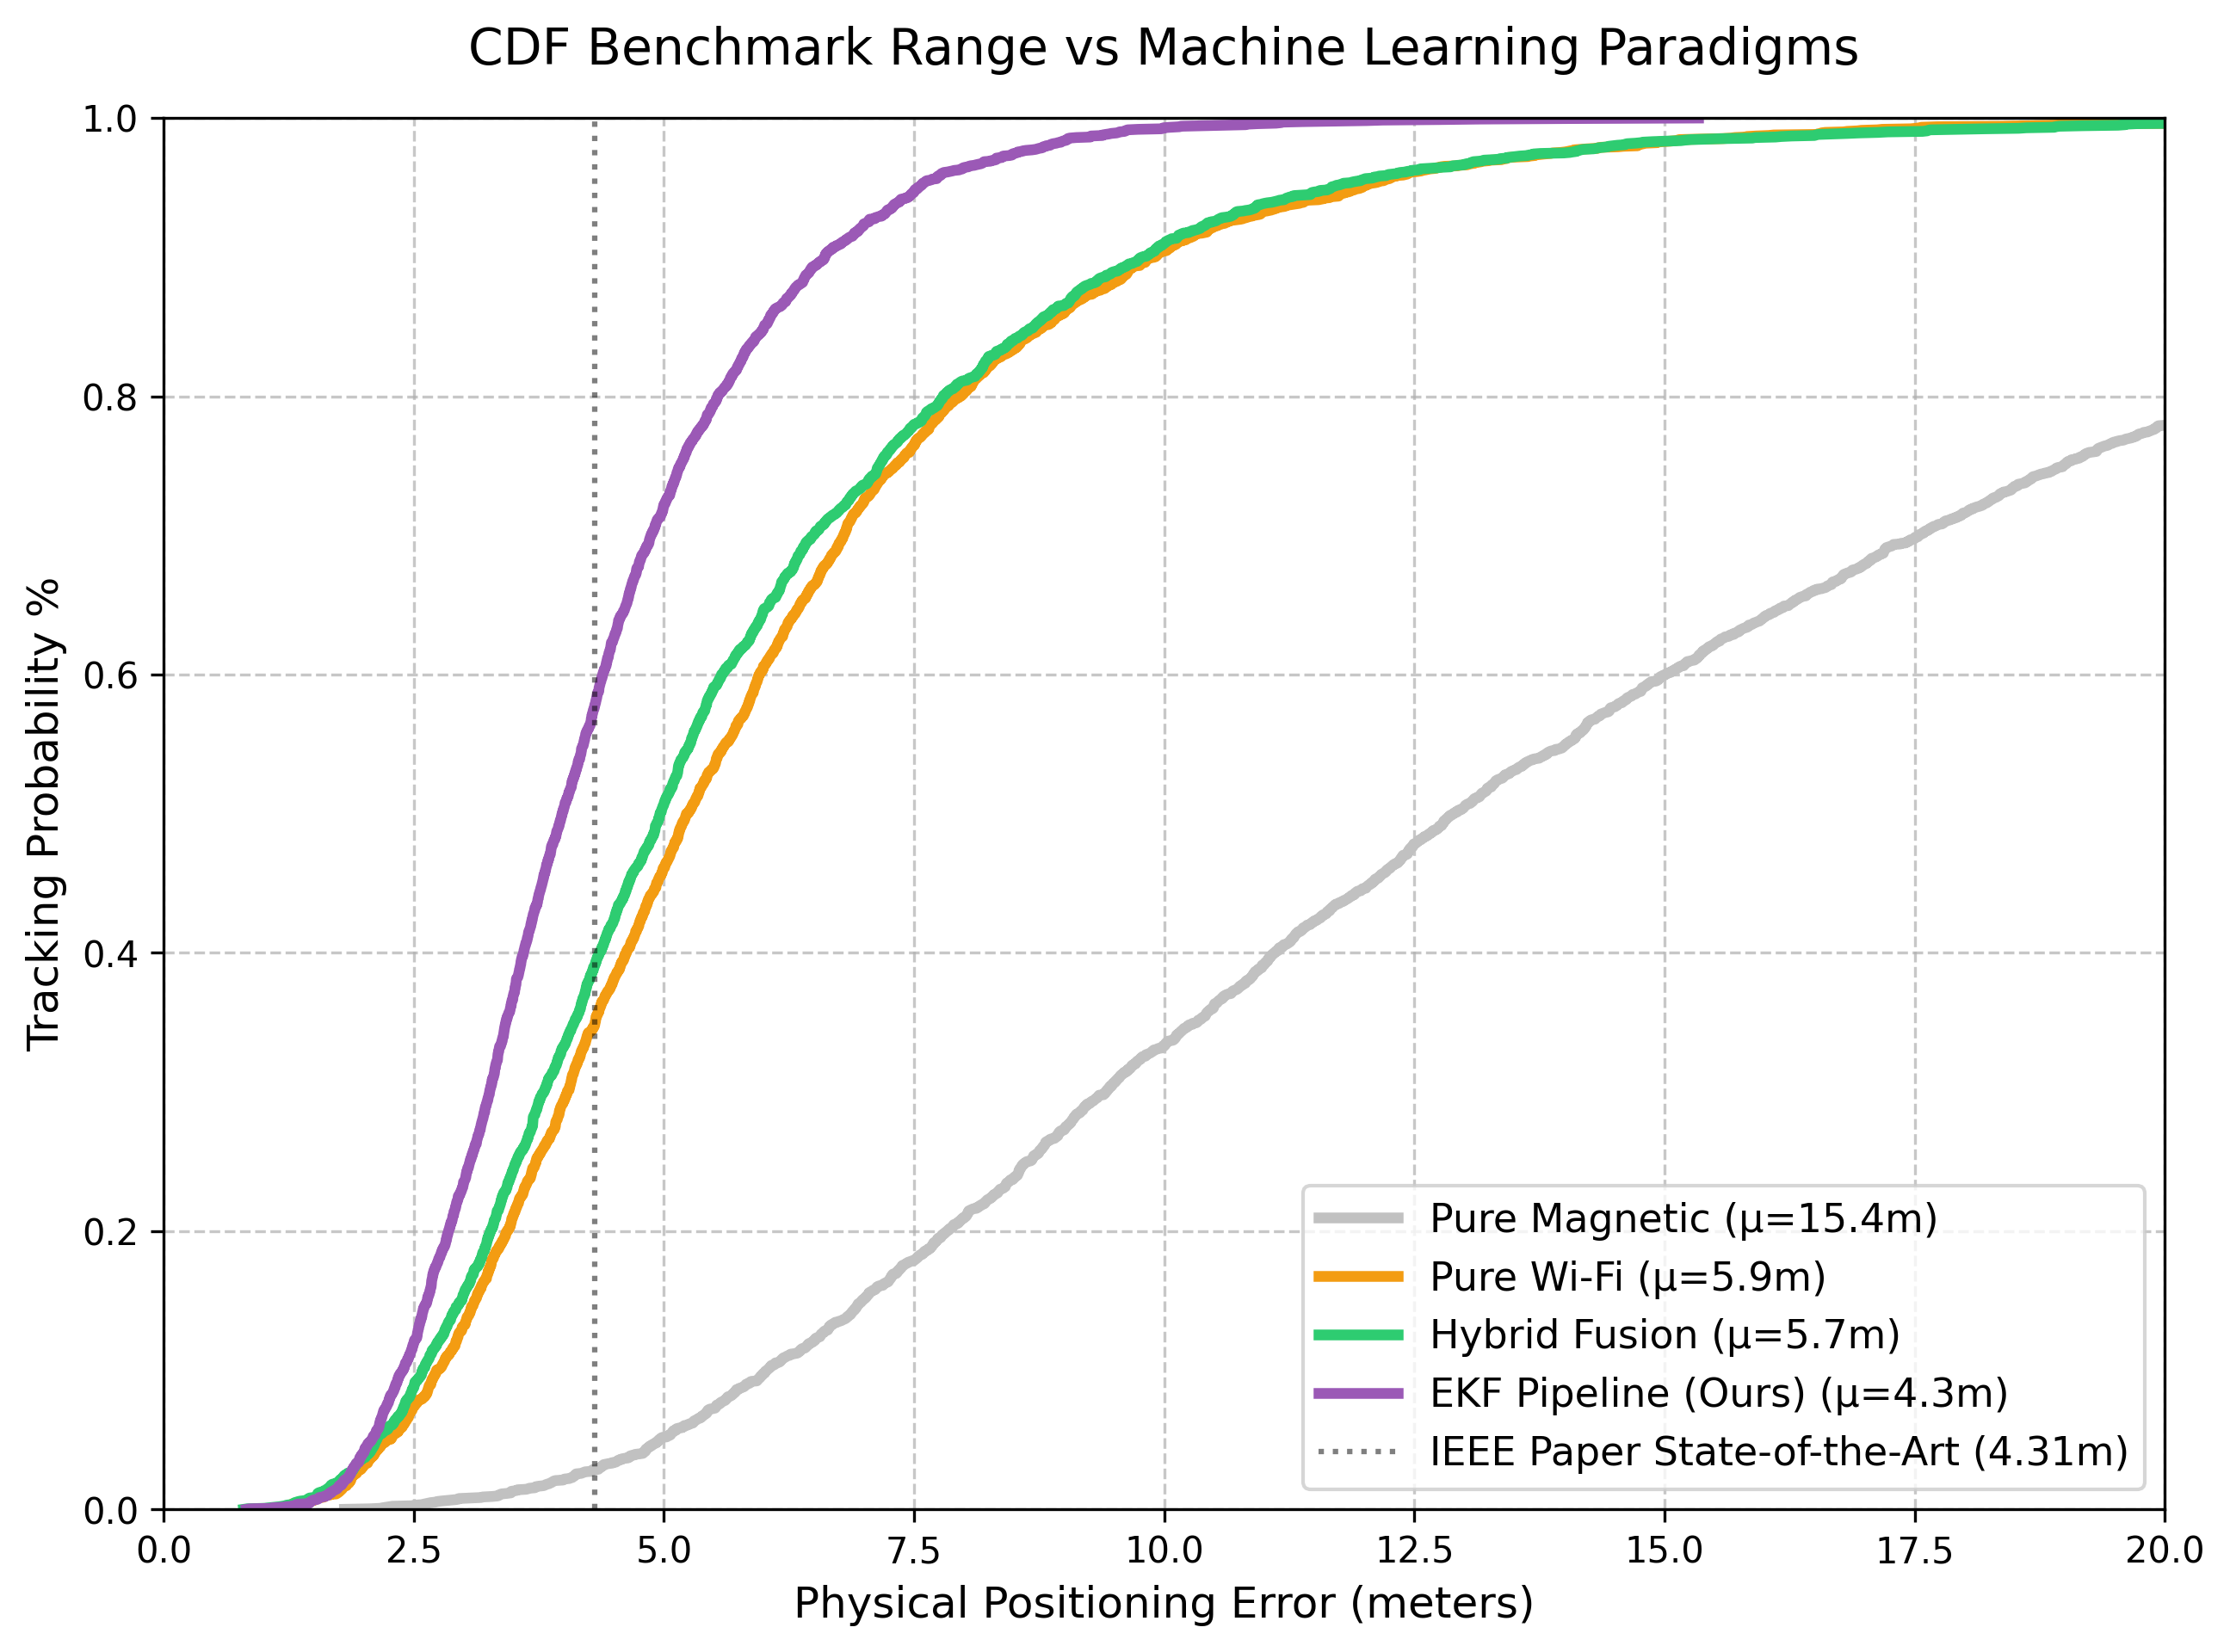 CDF Benchmark Range vs Machine Learning Paradigms
Tracking Probability %
1.0
0.8
0.6
0.4
0.2
0.0
0.0 2.5 5.0 7.5 10.0 12.5 15.0 17.5 20.0
Physical Positioning Error (meters)
Pure Magnetic (μ=15.4m)
Pure Wi-Fi (μ=5.9m)
Hybrid Fusion (μ=5.7m)
EKF Pipeline (Ours) (μ=4.3m)
IEEE Paper State-of-the-Art (4.31m)